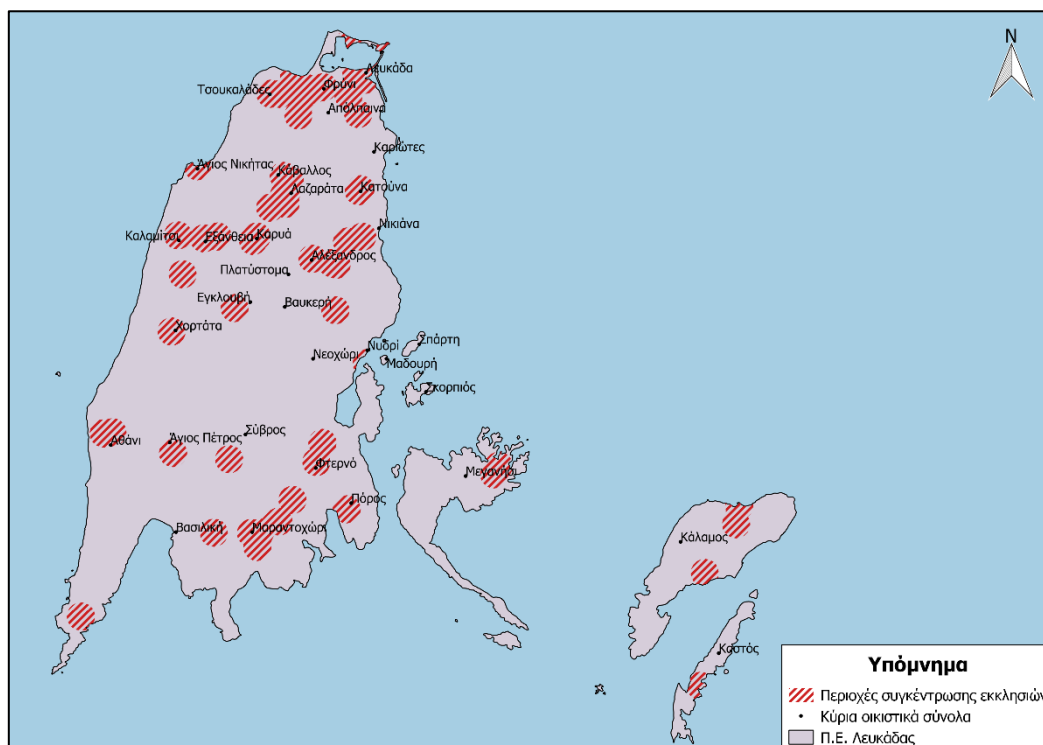 N
Λευκάδα
Φρύνι
Τσουκαλάδες
Απόλπαινα
Καριώτες
Άγιος Νικήτας
Κάβαλλος
Λαζαράτα
Κατούνα
Νικιάνα
Καλαμίτσι
Εξάνθεια
Καρυά
Αλέξανδρος
Πλατύστομα
Εγκλουβή
Βαυκερή
Χορτάτα
Σπάρτη
Νυδρί
Νεοχώρι
Μαδουρή
Σκορπιός
Σύβρος
Αθάνι
Άγιος Πέτρος
Φτερνό
Μεγανήσι
Πόρος
Βασιλική
Μαραντοχώρι
Κάλαμος
Καστός
Υπόμνημα
Περιοχές συγκέντρωσης εκκλησιών
Κύρια οικιστικά σύνολα
Π.Ε. Λευκάδας